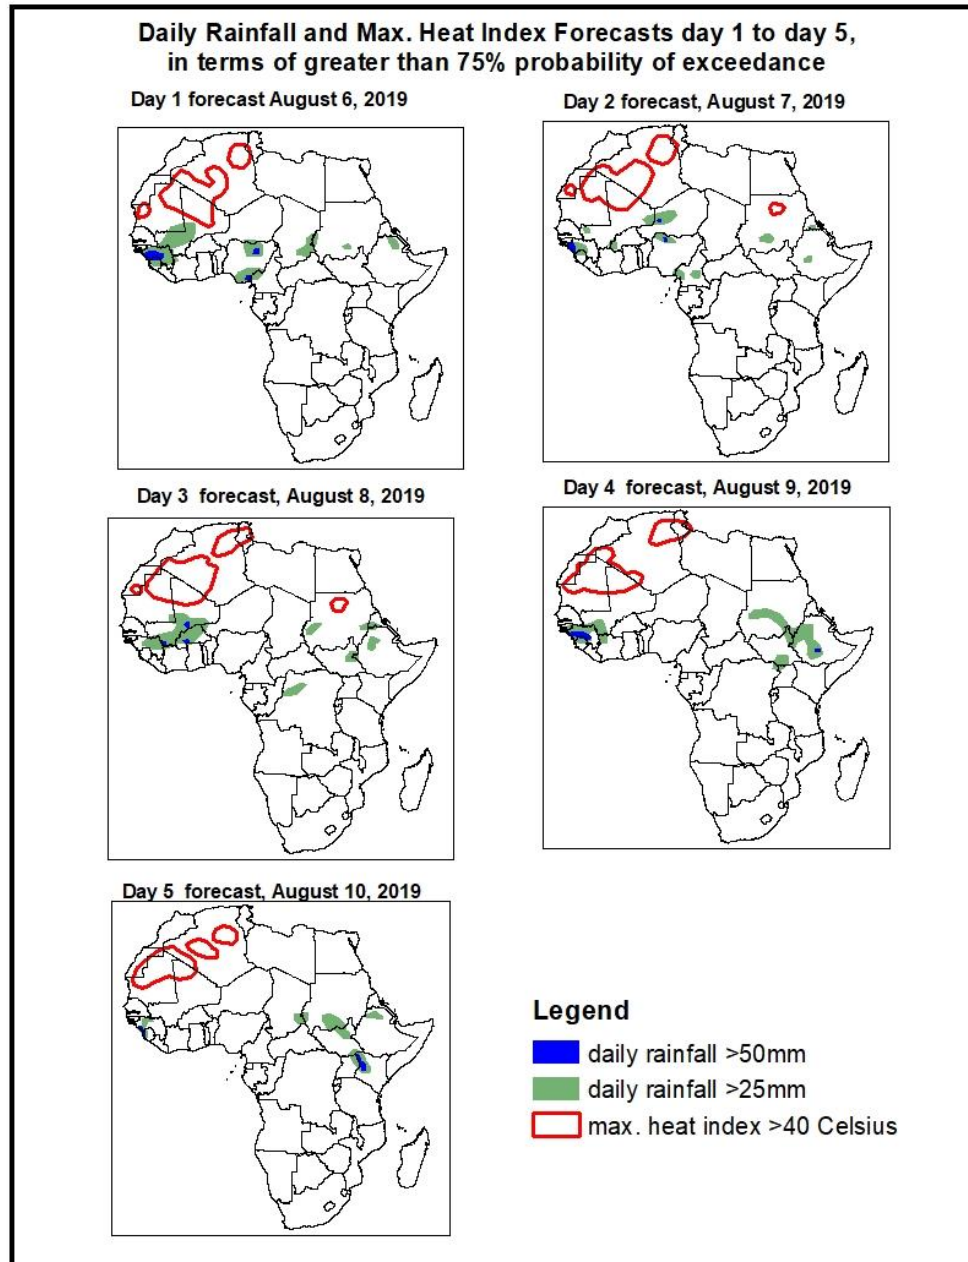 Daily Rainfall and Max. Heat Index Forecasts day 1 to day 5,
in terms of greater than 75% probability of exceedance
Day 1 forecast August 6, 2019
Day 2 forecast, August 7, 2019
Day 3 forecast, August 8, 2019
Day 4 forecast, August 9, 2019
Day 5 forecast, August 10, 2019
Legend
daily rainfall >50mm
daily rainfall >25mm
max. heat index >40 Celsius